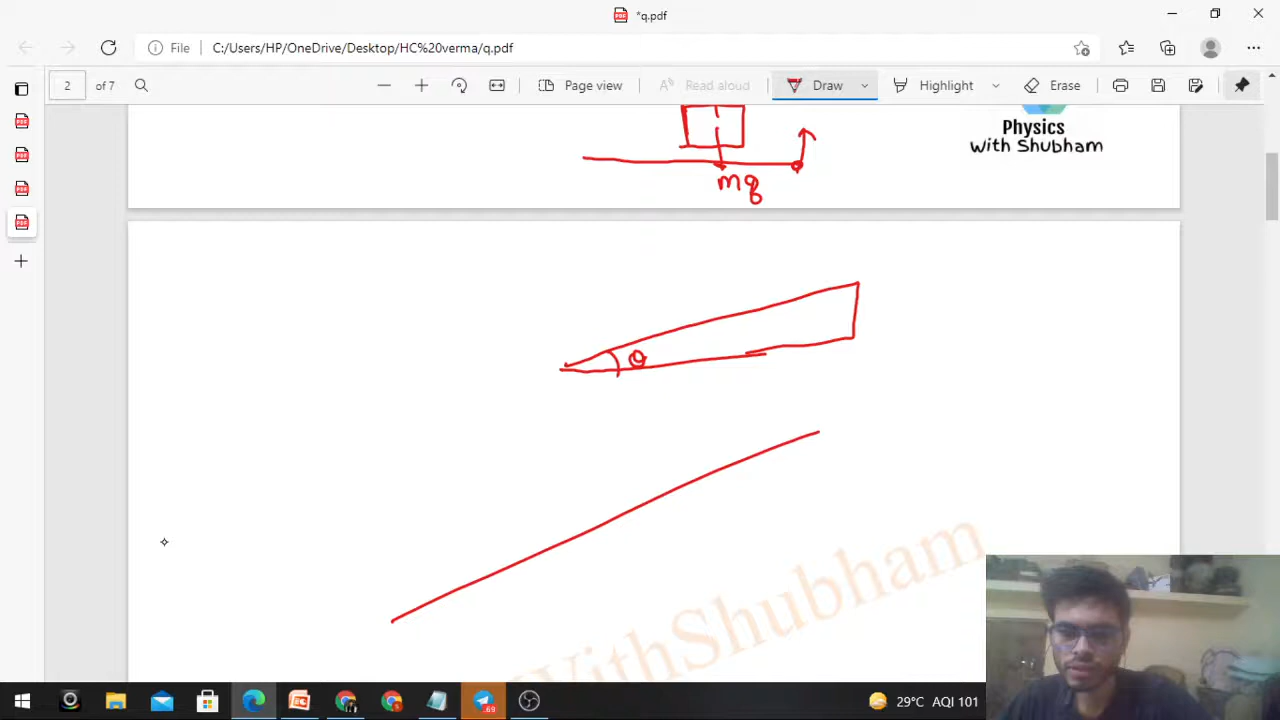 *q.pdf
File C:/Users/HP/OneDrive/Desktop/HC%20verma/q.pdf
2 of 7 Page view Read aloud Draw Highlight Erase
Physics
With Shubham
mg
θ
WithShubham
69
29°C AQI 101